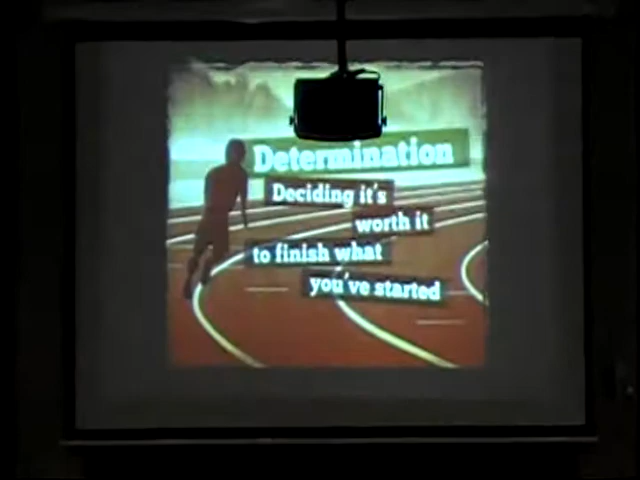 Determination
Deciding it's
worth it
to finish what
you've started